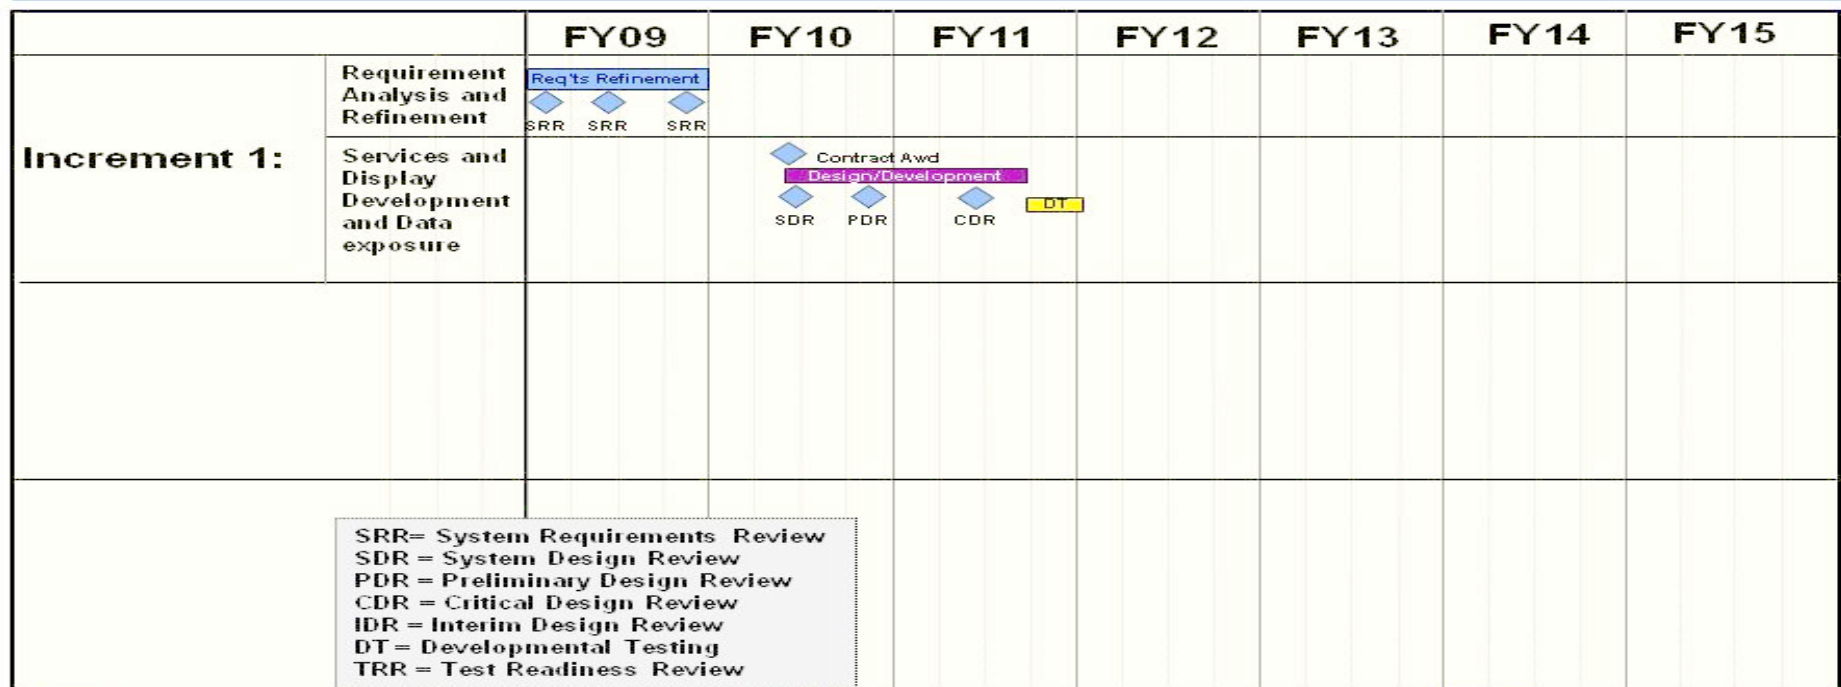 FY09 FY10 FY11 FY12 FY13 FY14 FY15
Increment 1:
Requirement
Analysis and
Refinement
Req'ts Refinement
SRR SRR SRR
Services and
Display
Development
and Data
exposure
Contract Awd
Design/Development
SDR PDR CDR
DT
SRR= System Requirements Review
SDR = System Design Review
PDR = Preliminary Design Review
CDR = Critical Design Review
IDR = Interim Design Review
DT = Developmental Testing
TRR = Test Readiness Review